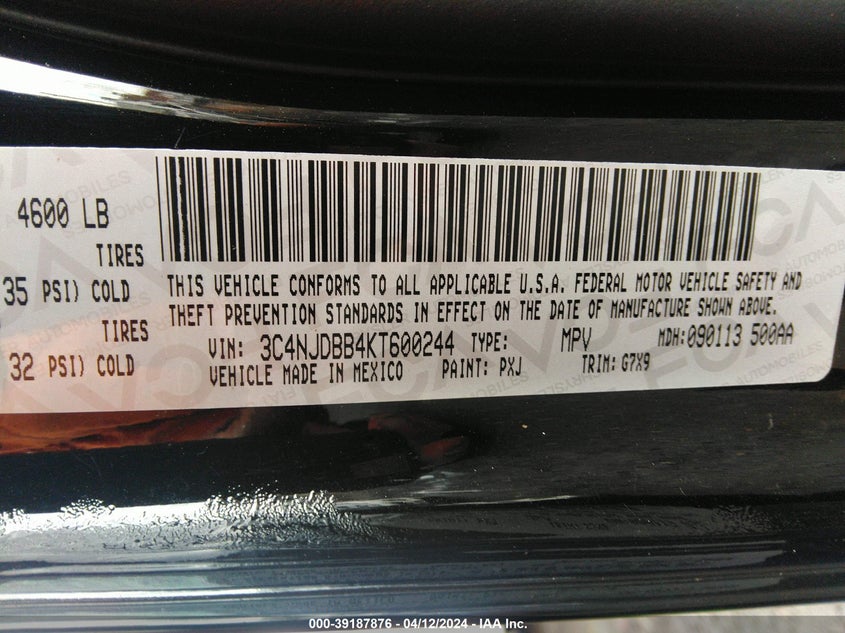 4600 LB
TIRES
35 PSI) COLD
TIRES
32 PSI) COLD
THIS VEHICLE CONFORMS TO ALL APPLICABLE U.S.A. FEDERAL MOTOR VEHICLE SAFETY AND
THEFT PREVENTION STANDARDS IN EFFECT ON THE DATE OF MANUFACTURE SHOWN ABOVE.
VIN: 3C4NJDBB4KT600244 TYPE: MPV MDH:090113 500AA
VEHICLE MADE IN MEXICO PAINT: PXJ TRIM: G7X9
000-39187876 / 04/12/2024 - IAA Inc.